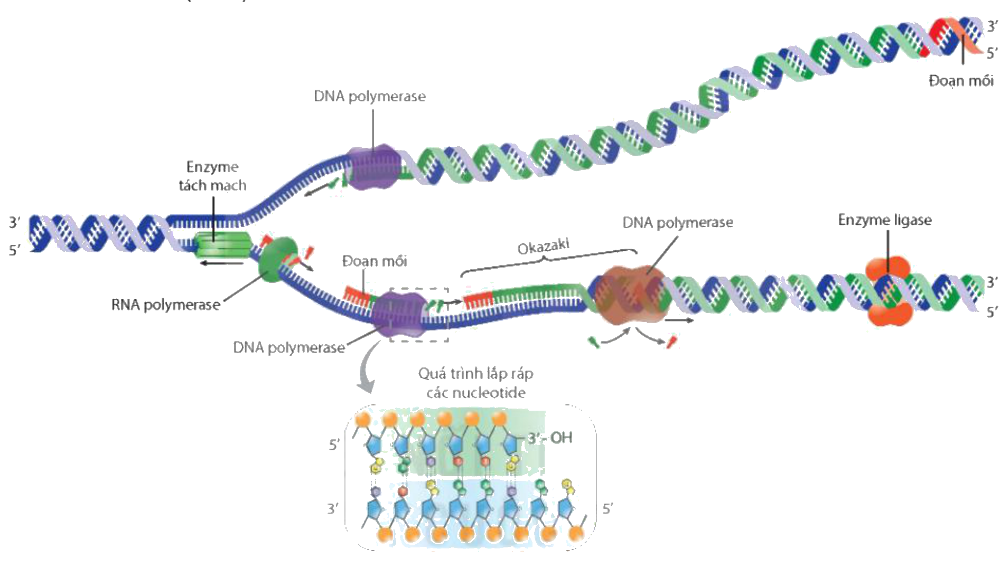 3'
5'
Đoạn mồi
DNA polymerase
Enzyme
tách mạch
3'
5'
DNA polymerase
Enzyme ligase
Okazaki
Đoạn mồi
3'
5'
RNA polymerase
DNA polymerase
Quá trình lắp ráp
các nucleotide
5'
3'- OH
3'
5'